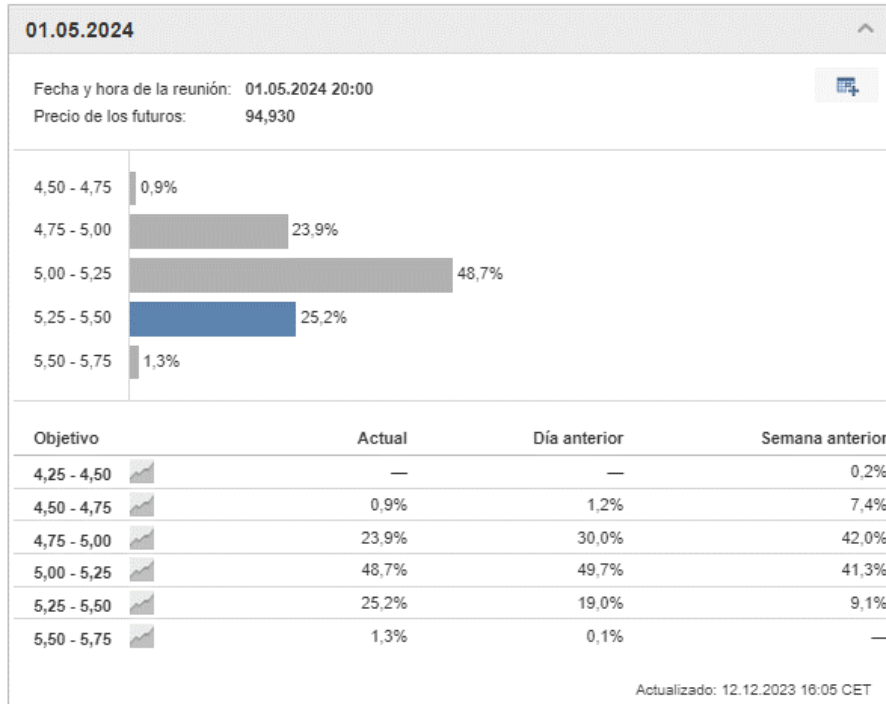 01.05.2024
Fecha y hora de la reunión: 01.05.2024 20:00
Precio de los futuros: 94,930
4,50 - 4,75 0,9%
4,75 - 5,00 23,9%
5,00 - 5,25 48,7%
5,25 - 5,50 25,2%
5,50 - 5,75 1,3%
Objetivo Actual Día anterior Semana anterior
4,25 - 4,50 — — 0,2%
4,50 - 4,75 0,9% 1,2% 7,4%
4,75 - 5,00 23,9% 30,0% 42,0%
5,00 - 5,25 48,7% 49,7% 41,3%
5,25 - 5,50 25,2% 19,0% 9,1%
5,50 - 5,75 1,3% 0,1% —
Actualizado: 12.12.2023 16:05 CET